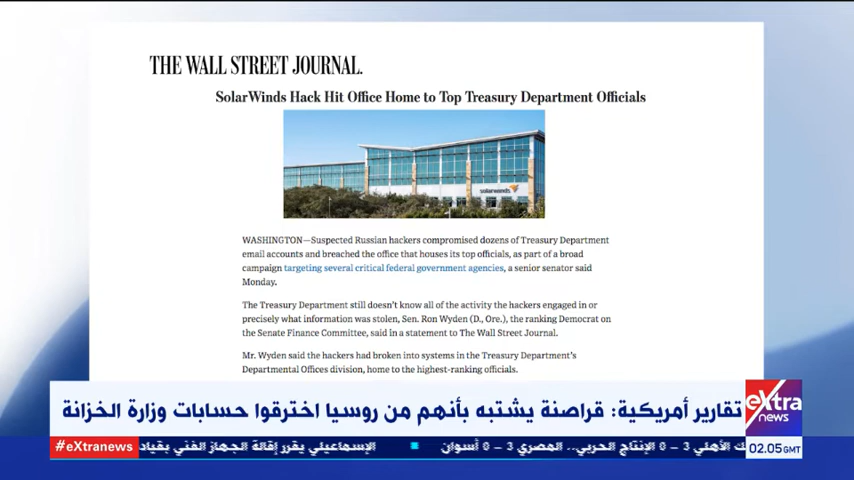 THE WALL STREET JOURNAL.
SolarWinds Hack Hit Office Home to Top Treasury Department Officials
solarwinds
WASHINGTON—Suspected Russian hackers compromised dozens of Treasury Department
email accounts and breached the office that houses its top officials, as part of a broad
campaign targeting several critical federal government agencies, a senior senator said
Monday.
The Treasury Department still doesn't know all of the activity the hackers engaged in or
precisely what information was stolen, Sen. Ron Wyden (D., Ore.), the ranking Democrat on
the Senate Finance Committee, said in a statement to The Wall Street Journal.
Mr. Wyden said the hackers had broken into systems in the Treasury Department's
Departmental Offices division, home to the highest-ranking officials.
تقارير أمريكية: قراصنة يشتبه بأنهم من روسيا اخترقوا حسابات وزارة الخزانة
eXtra
news
الأهلي 3 - 0 الإنتاج الحربي.. المصري 3 - 0 أسوان
الإسماعيلي يقرر إقالة الجهاز الفني بقياد
#eXtranews
02.05 GMT